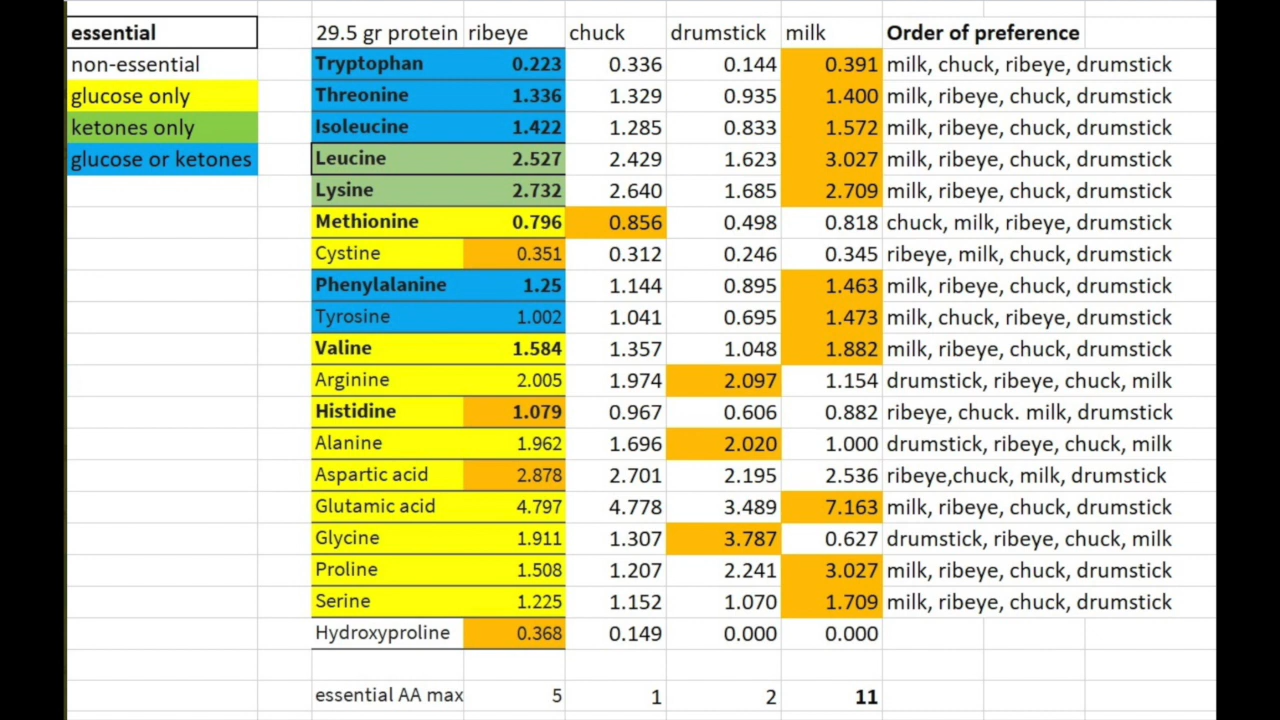 essential 29.5 gr protein ribeye chuck drumstick milk Order of preference
non-essential Tryptophan 0.223 0.336 0.144 0.391 milk, chuck, ribeye, drumstick
glucose only Threonine 1.336 1.329 0.935 1.400 milk, ribeye, chuck, drumstick
ketones only Isoleucine 1.422 1.285 0.833 1.572 milk, ribeye, chuck, drumstick
glucose or ketones Leucine 2.527 2.429 1.623 3.027 milk, ribeye, chuck, drumstick
Lysine 2.732 2.640 1.685 2.709 milk, ribeye, chuck, drumstick
Methionine 0.796 0.856 0.498 0.818 chuck, milk, ribeye, drumstick
Cystine 0.351 0.312 0.246 0.345 ribeye, milk, chuck, drumstick
Phenylalanine 1.25 1.144 0.895 1.463 milk, ribeye, chuck, drumstick
Tyrosine 1.002 1.041 0.695 1.473 milk, chuck, ribeye, drumstick
Valine 1.584 1.357 1.048 1.882 milk, ribeye, chuck, drumstick
Arginine 2.005 1.974 2.097 1.154 drumstick, ribeye, chuck, milk
Histidine 1.079 0.967 0.606 0.882 ribeye, chuck. milk, drumstick
Alanine 1.962 1.696 2.020 1.000 drumstick, ribeye, chuck, milk
Aspartic acid 2.878 2.701 2.195 2.536 ribeye,chuck, milk, drumstick
Glutamic acid 4.797 4.778 3.489 7.163 milk, ribeye, chuck, drumstick
Glycine 1.911 1.307 3.787 0.627 drumstick, ribeye, chuck, milk
Proline 1.508 1.207 2.241 3.027 milk, ribeye, chuck, drumstick
Serine 1.225 1.152 1.070 1.709 milk, ribeye, chuck, drumstick
Hydroxyproline 0.368 0.149 0.000 0.000
essential AA max 5 1 2 11